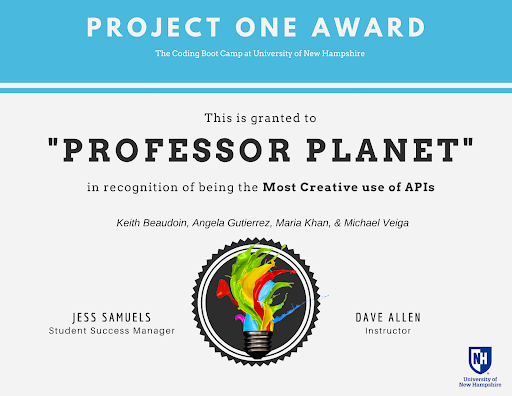 PROJECT ONE AWARD
The Coding Boot Camp at University of New Hampshire
This is granted to
"PROFESSOR PLANET"
in recognition of being the Most Creative use of APIs
Keith Beaudoin, Angela Gutierrez, Maria Khan, & Michael Veiga
JESS SAMUELS
Student Success Manager
DAVE ALLEN
Instructor
NH
University of
New Hampshire